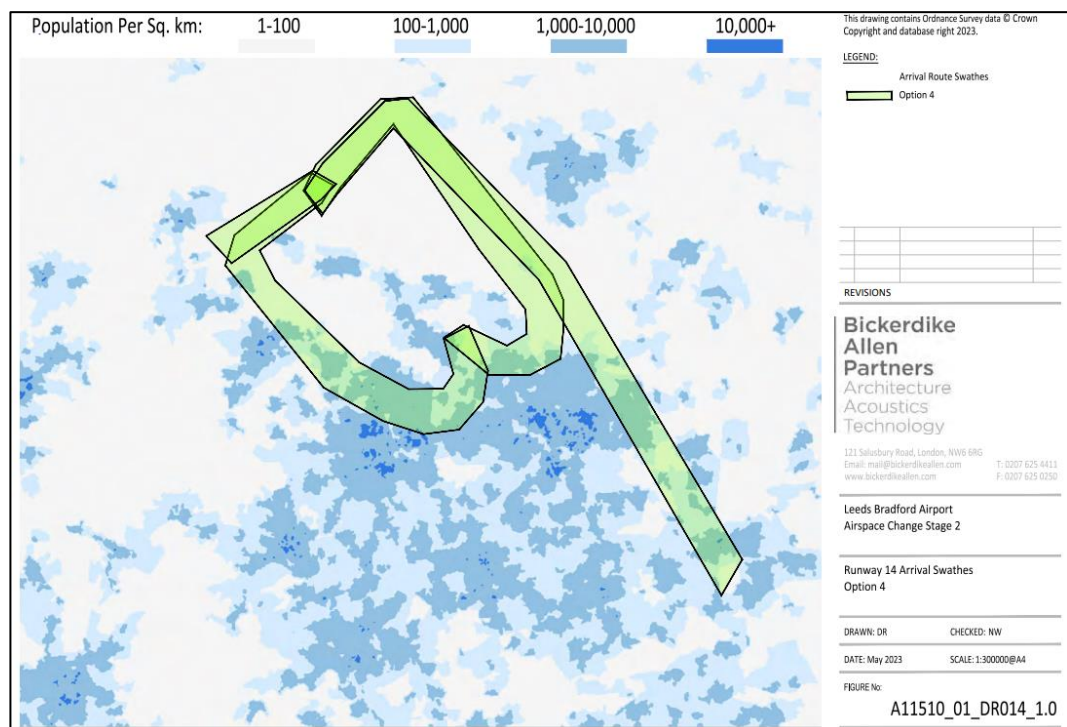 Population Per Sq. km: 1-100 100-1,000 1,000-10,000 10,000+
This drawing contains Ordnance Survey data © Crown
Copyright and database right 2023.
LEGEND:
Arrival Route Swathes
Option 4
REVISIONS
Bickerdike
Allen
Partners
Architecture
Acoustics
Technology
121 Salusbury Road, London, NW6 6RG
Email: mail@bickerdikeallen.com T: 0207 625 4411
www.bickerdikeallen.com F: 0207 625 0250
Leeds Bradford Airport
Airspace Change Stage 2
Runway 14 Arrival Swathes
Option 4
DRAWN: DR CHECKED: NW
DATE: May 2023 SCALE: 1:300000@A4
FIGURE No:
A11510_01_DR014_1.0